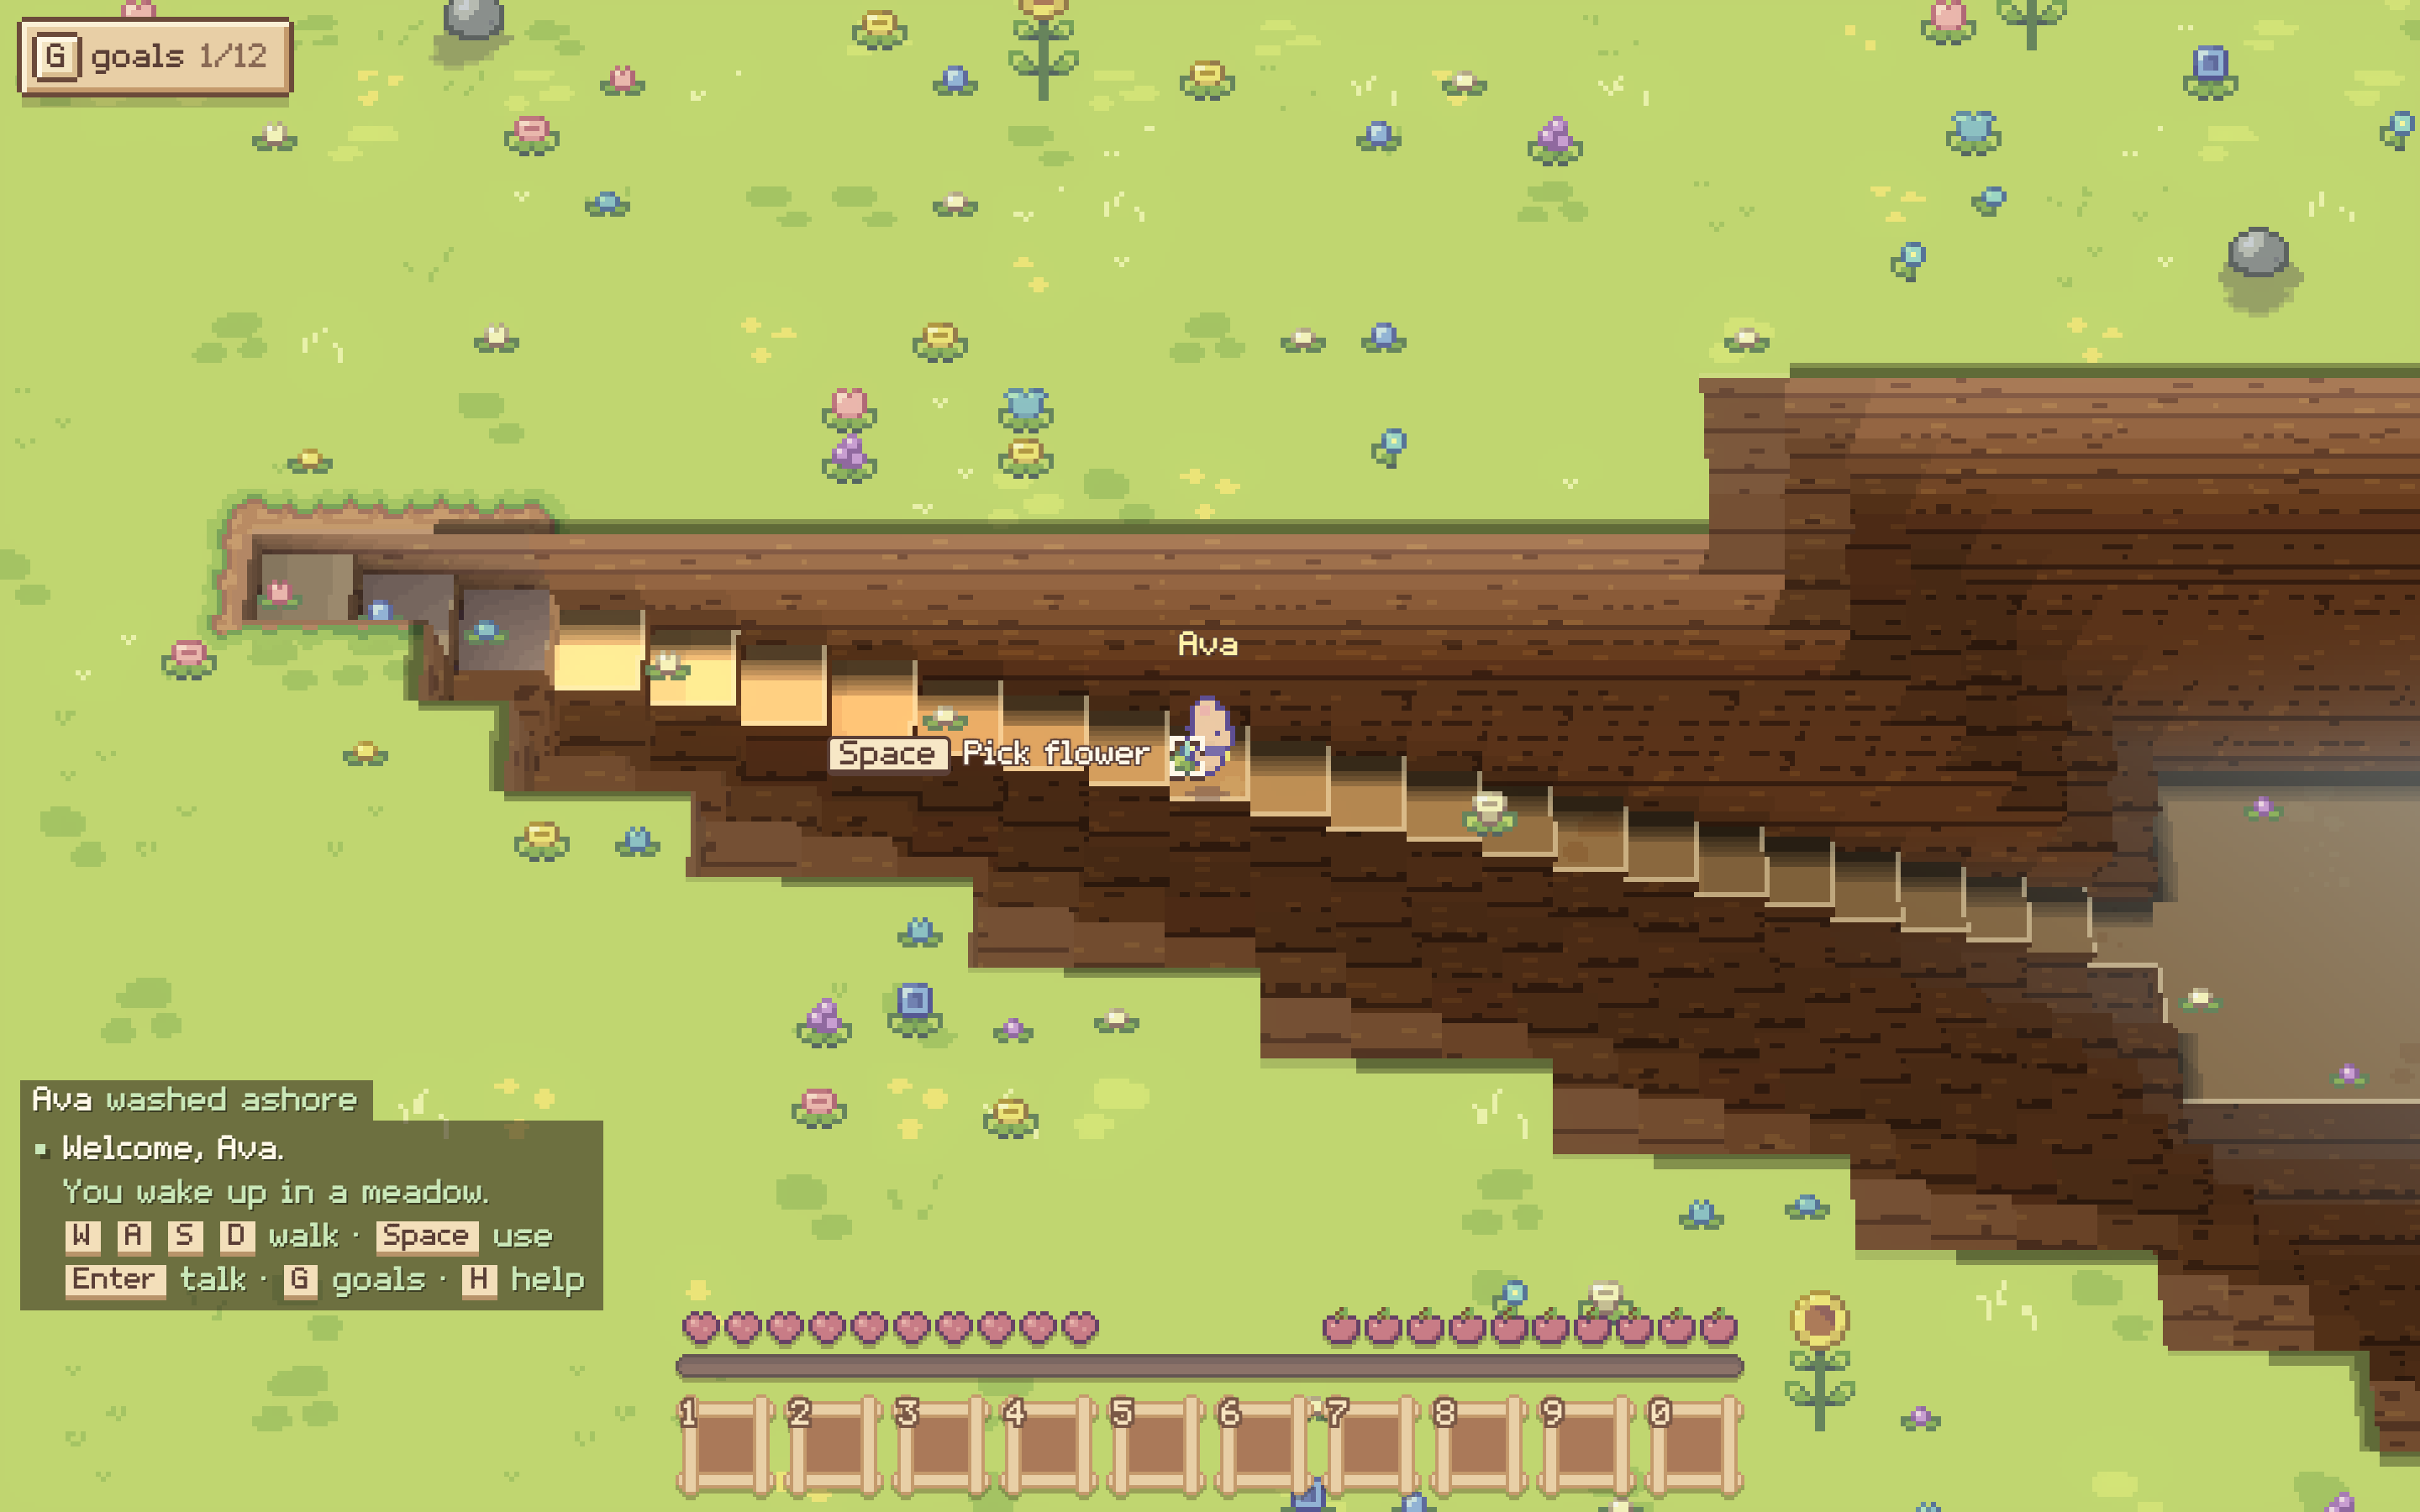 G goals 1/12
Ava
Space Pick flower
Ava washed ashore
Welcome, Ava.
You wake up in a meadow.
W A S D walk · Space use
Enter talk · G goals · H help
1 2 3 4 5 6 7 8 9 0